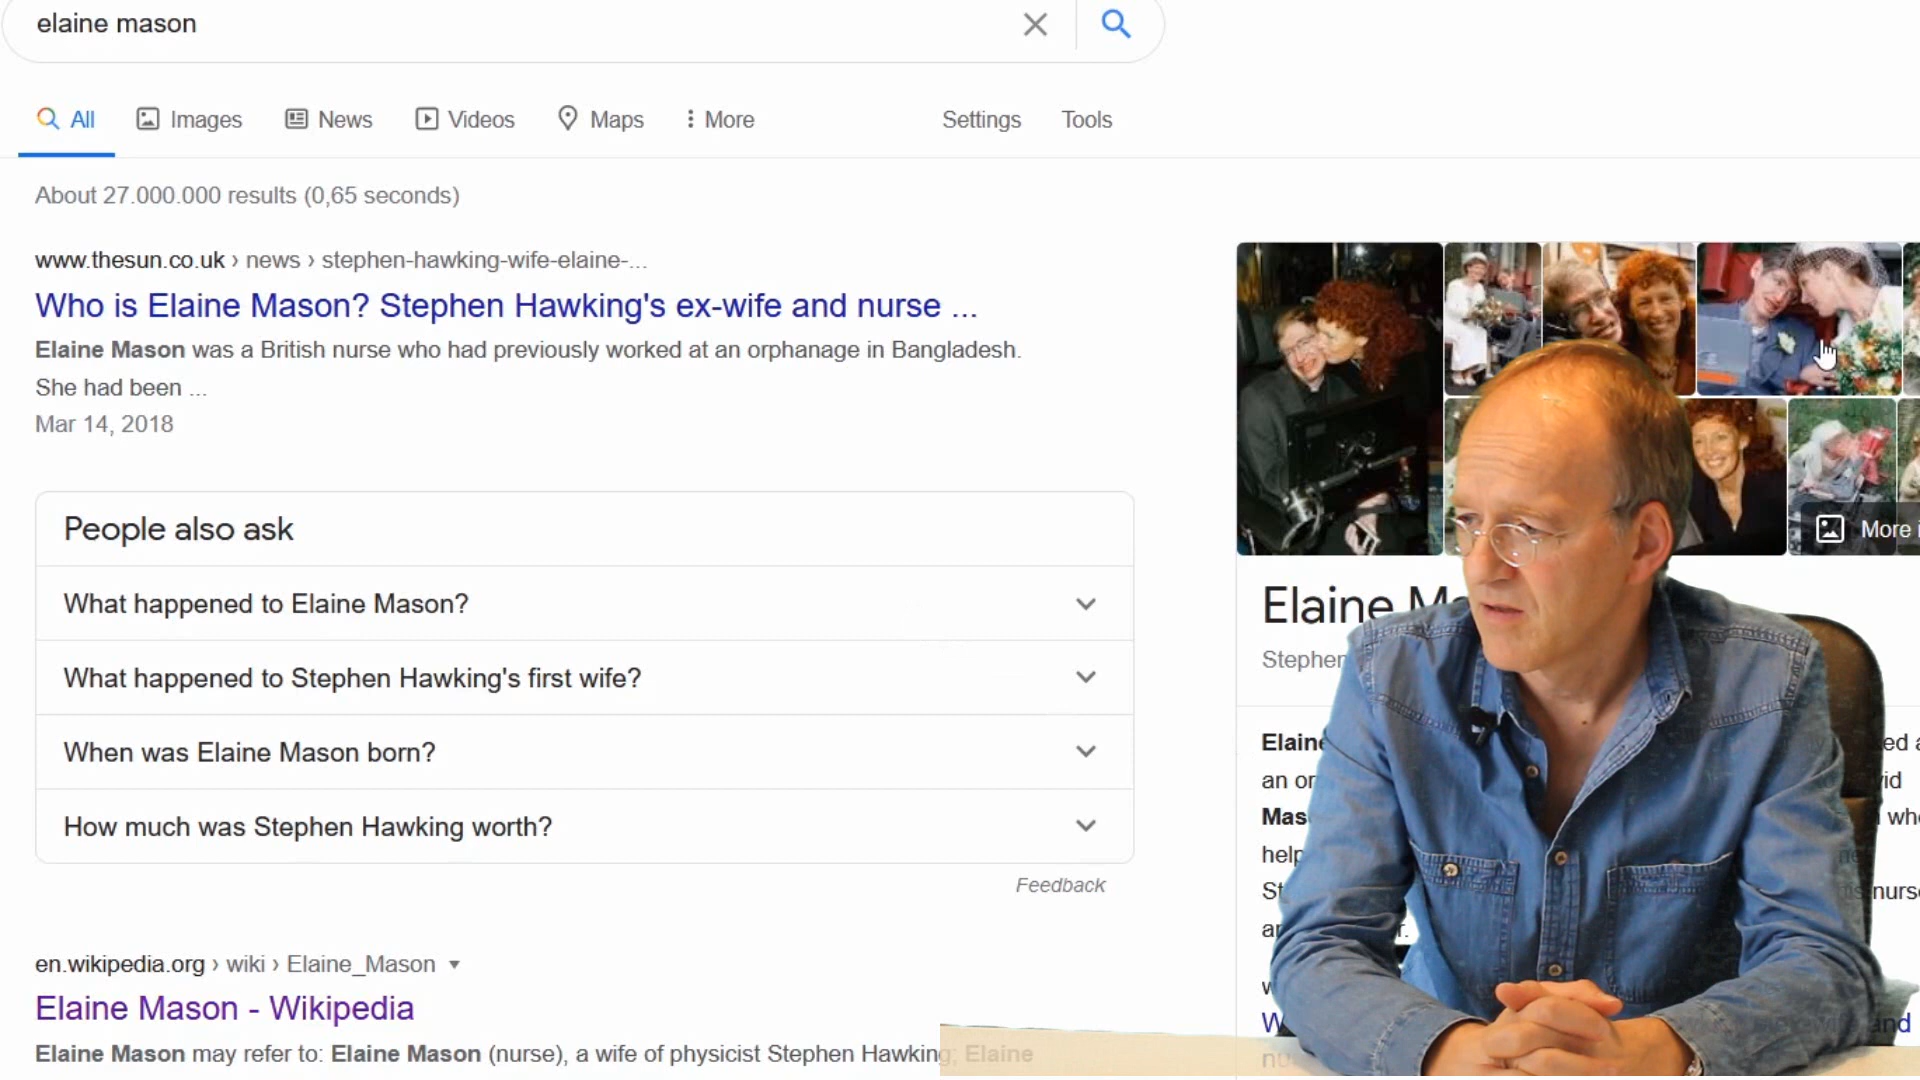 elaine mason
All Images News Videos Maps More Settings Tools
About 27.000.000 results (0,65 seconds)
www.thesun.co.uk › news › stephen-hawking-wife-elaine-...
Who is Elaine Mason? Stephen Hawking's ex-wife and nurse ...
Elaine Mason was a British nurse who had previously worked at an orphanage in Bangladesh.
She had been ...
Mar 14, 2018
People also ask
What happened to Elaine Mason?
What happened to Stephen Hawking's first wife?
When was Elaine Mason born?
How much was Stephen Hawking worth?
Feedback
en.wikipedia.org › wiki › Elaine_Mason
Elaine Mason - Wikipedia
Elaine Mason may refer to: Elaine Mason (nurse), a wife of physicist Stephen Hawking; Elaine
More
Elaine